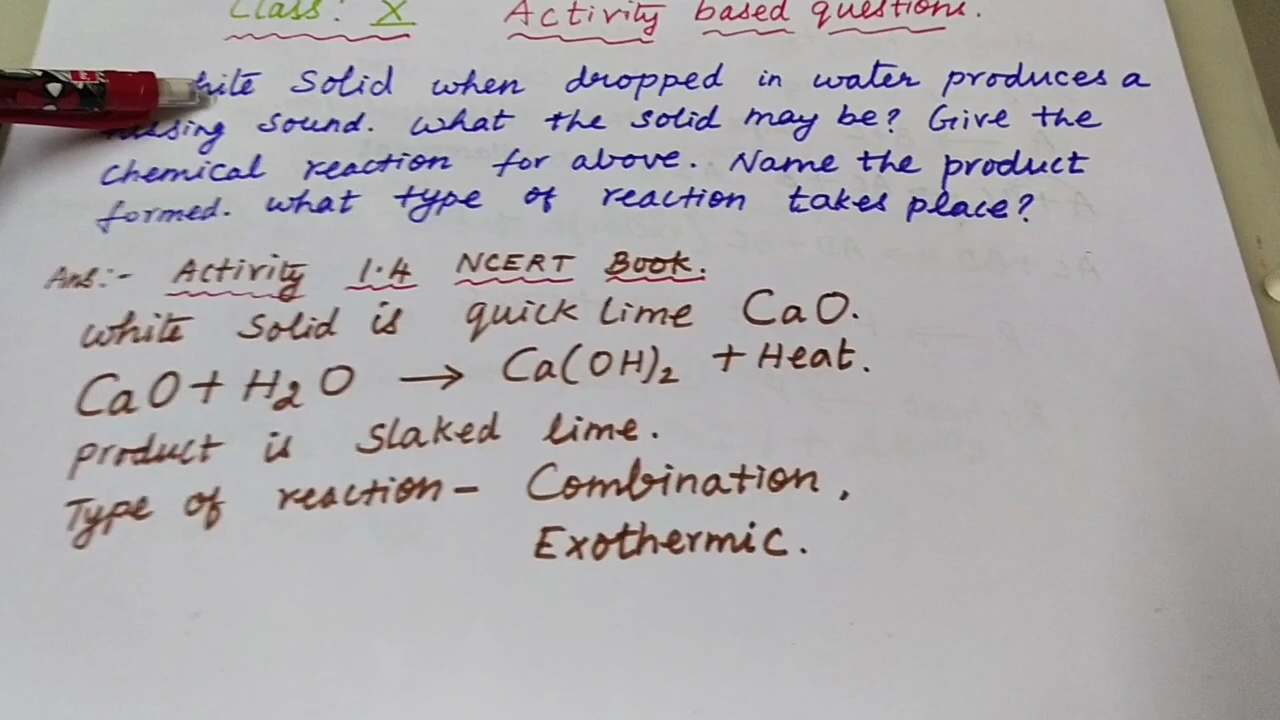 Class: X Activity based questions.
Solid when dropped in water produces a
sound. What the solid may be? Give the
chemical reaction for above. Name the product
formed. What type of reaction takes place?
Ans:- Activity 1.4 NCERT Book.
White Solid is quick lime CaO.
CaO + H2O → Ca(OH)2 + Heat.
product is Slaked lime.
Type of reaction - Combination,
Exothermic.